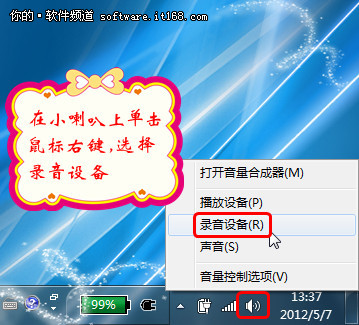 你的·软件频道 software.it168.com
在小喇叭上单击
鼠标右键,选择
录音设备
打开音量合成器(M)
播放设备(P)
录音设备(R)
声音(S)
音量控制选项(V)
99%
13:37
2012/5/7